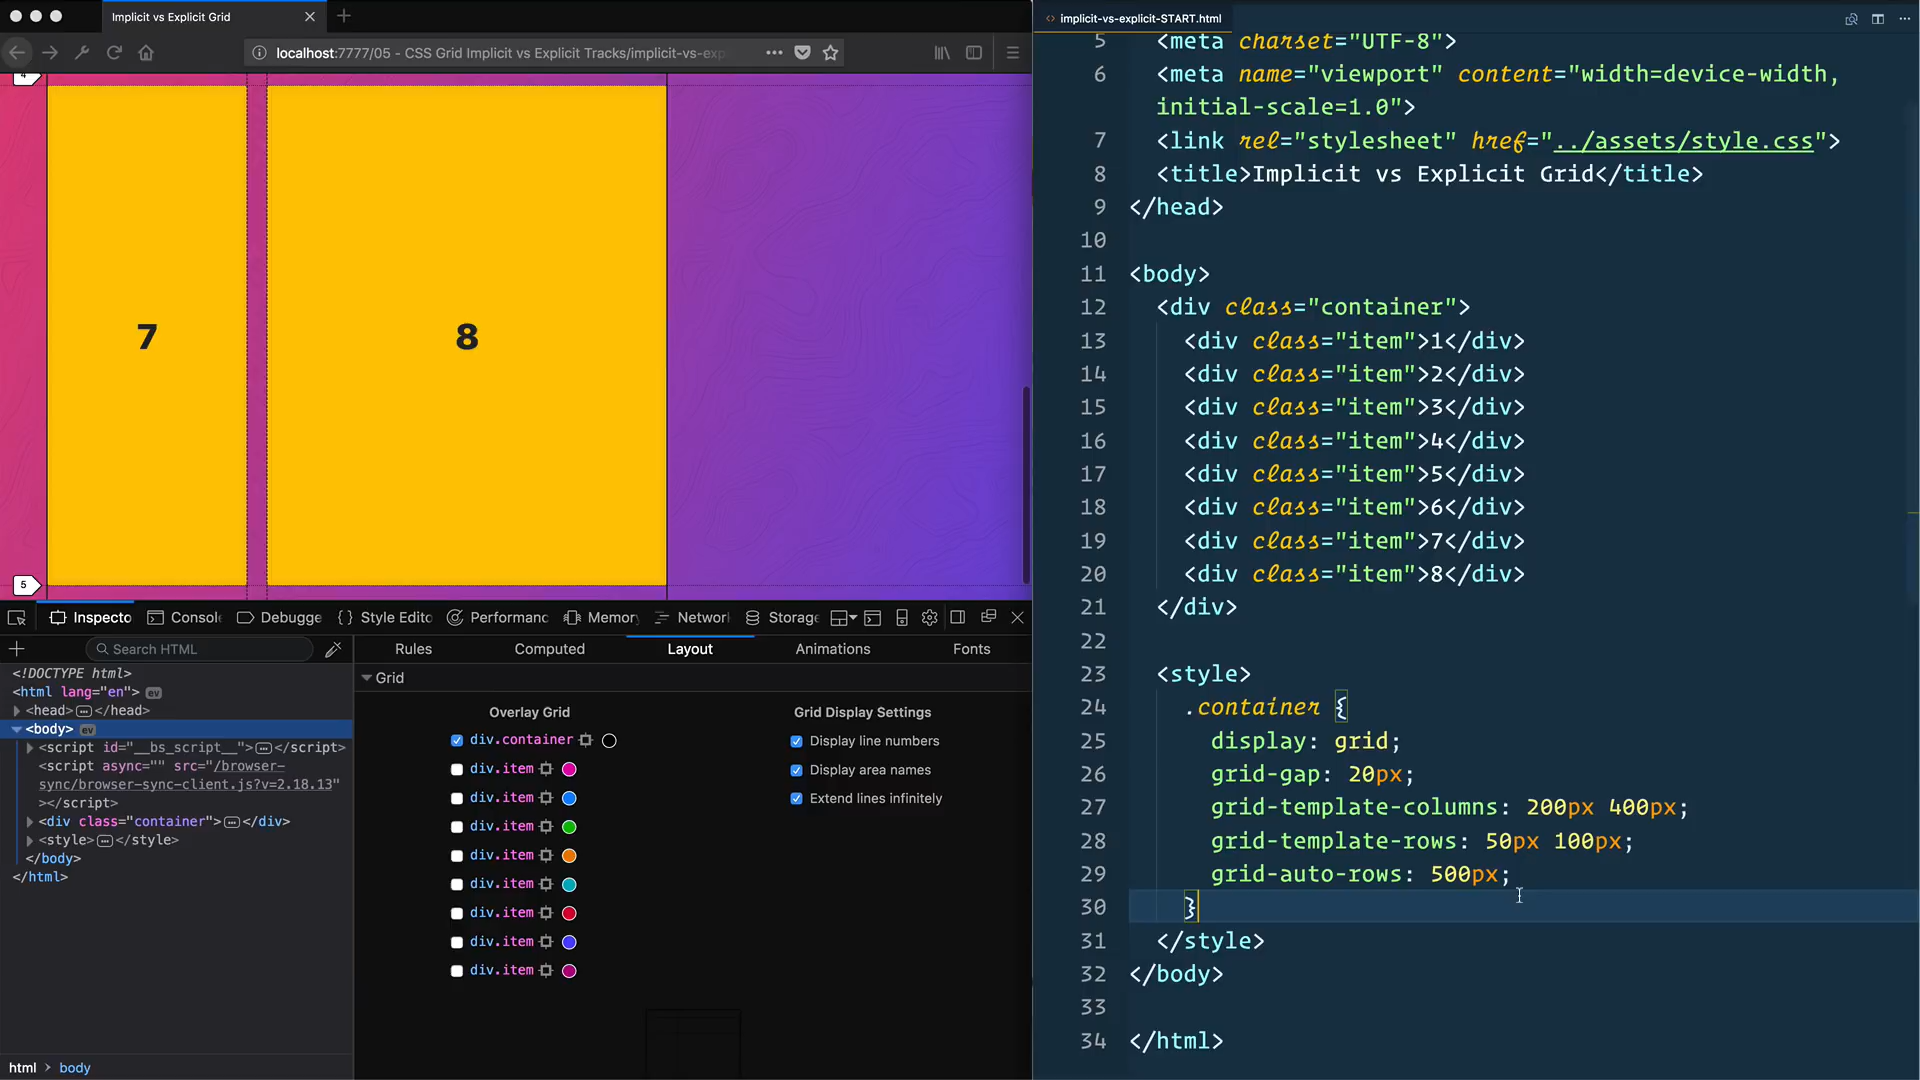 Implicit vs Explicit Grid
localhost:7777/05 - CSS Grid Implicit vs Explicit Tracks/implicit-vs-exp
4
7
8
5
Inspecto
Consol
Debugge
Style Edito
Performanc
Memory
Networ
Storag
Search HTML
<!DOCTYPE html>
<html lang="en"> ev
<head> </head>
<body> ev
<script id="__bs_script__"> </script>
<script async="" src="/browser-
sync/browser-sync-client.js?v=2.18.13"
></script>
<div class="container"> </div>
<style> </style>
</body>
</html>
html > body
Rules
Computed
Layout
Animations
Fonts
Grid
Overlay Grid
div.container
div.item
div.item
div.item
div.item
div.item
div.item
div.item
div.item
Grid Display Settings
Display line numbers
Display area names
Extend lines infinitely
implicit-vs-explicit-START.html
5 <meta charset="UTF-8">
6 <meta name="viewport" content="width=device-width,
initial-scale=1.0">
7 <link rel="stylesheet" href="../assets/style.css">
8 <title>Implicit vs Explicit Grid</title>
9 </head>
10
11 <body>
12 <div class="container">
13 <div class="item">1</div>
14 <div class="item">2</div>
15 <div class="item">3</div>
16 <div class="item">4</div>
17 <div class="item">5</div>
18 <div class="item">6</div>
19 <div class="item">7</div>
20 <div class="item">8</div>
21 </div>
22
23 <style>
24 .container {
25 display: grid;
26 grid-gap: 20px;
27 grid-template-columns: 200px 400px;
28 grid-template-rows: 50px 100px;
29 grid-auto-rows: 500px;
30 }
31 </style>
32 </body>
33
34 </html>